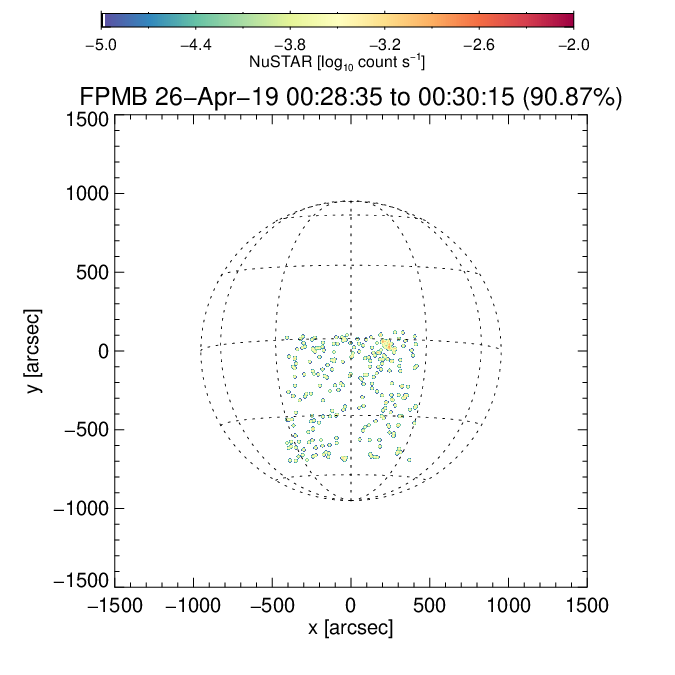 −5.0 −4.4 −3.8 −3.2 −2.6 −2.0
NuSTAR [log₁₀ count s⁻¹]
FPMB 26−Apr−19 00:28:35 to 00:30:15 (90.87%)
1500
1000
500
0
−500
−1000
−1500
y [arcsec]
−1500 −1000 −500 0 500 1000 1500
x [arcsec]